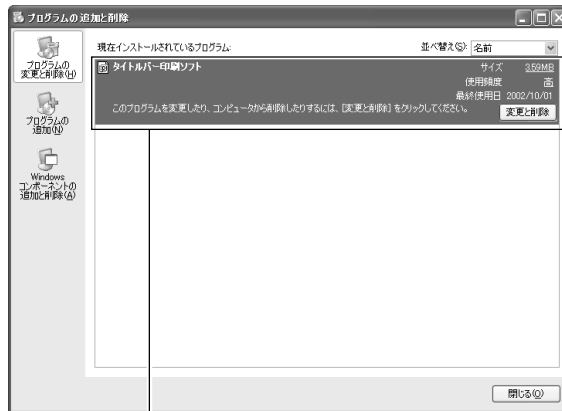 プログラムの追加と削除
プログラムの
変更と削除(H)
プログラムの
追加(N)
Windows
コンポーネントの
追加と削除(A)
現在インストールされているプログラム:
並べ替え(S): 名前
タイトルバー印刷ソフト
サイズ 3.59MB
使用頻度 高
最終使用日 2002/10/01
このプログラムを変更したり、コンピュータから削除したりするには、[変更と削除] をクリックしてください。
変更と削除
閉じる(O)